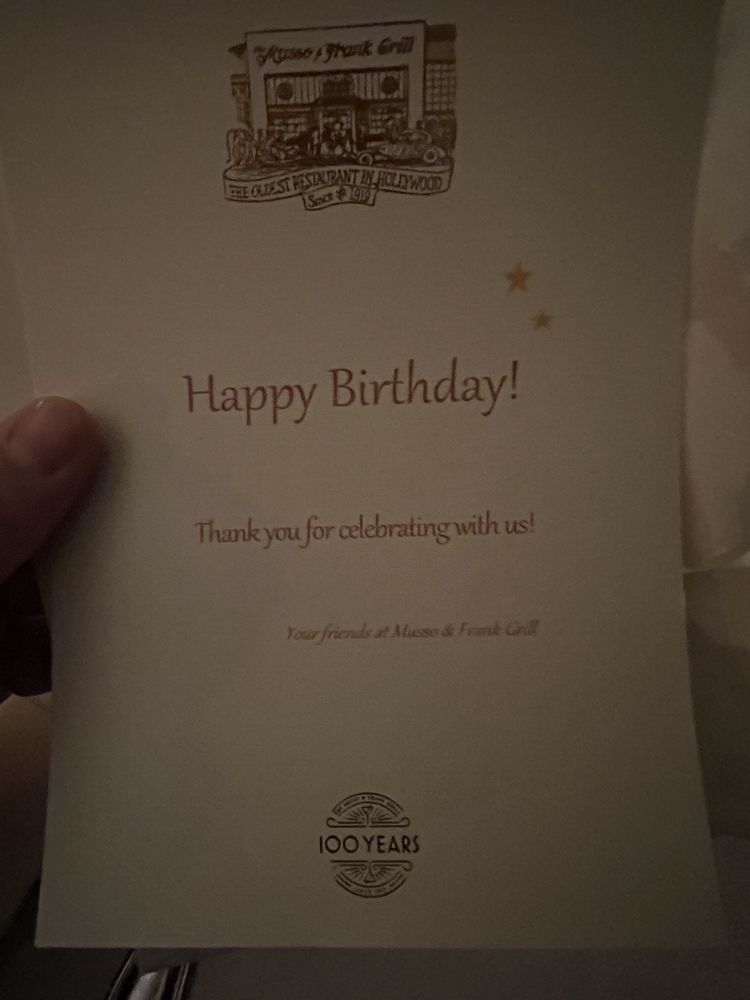 Musso & Frank Grill
THE OLDEST RESTAURANT IN HOLLYWOOD
Since 1919
Happy Birthday!
Thank you for celebrating with us!
Your friends at Musso & Frank Grill
100 YEARS